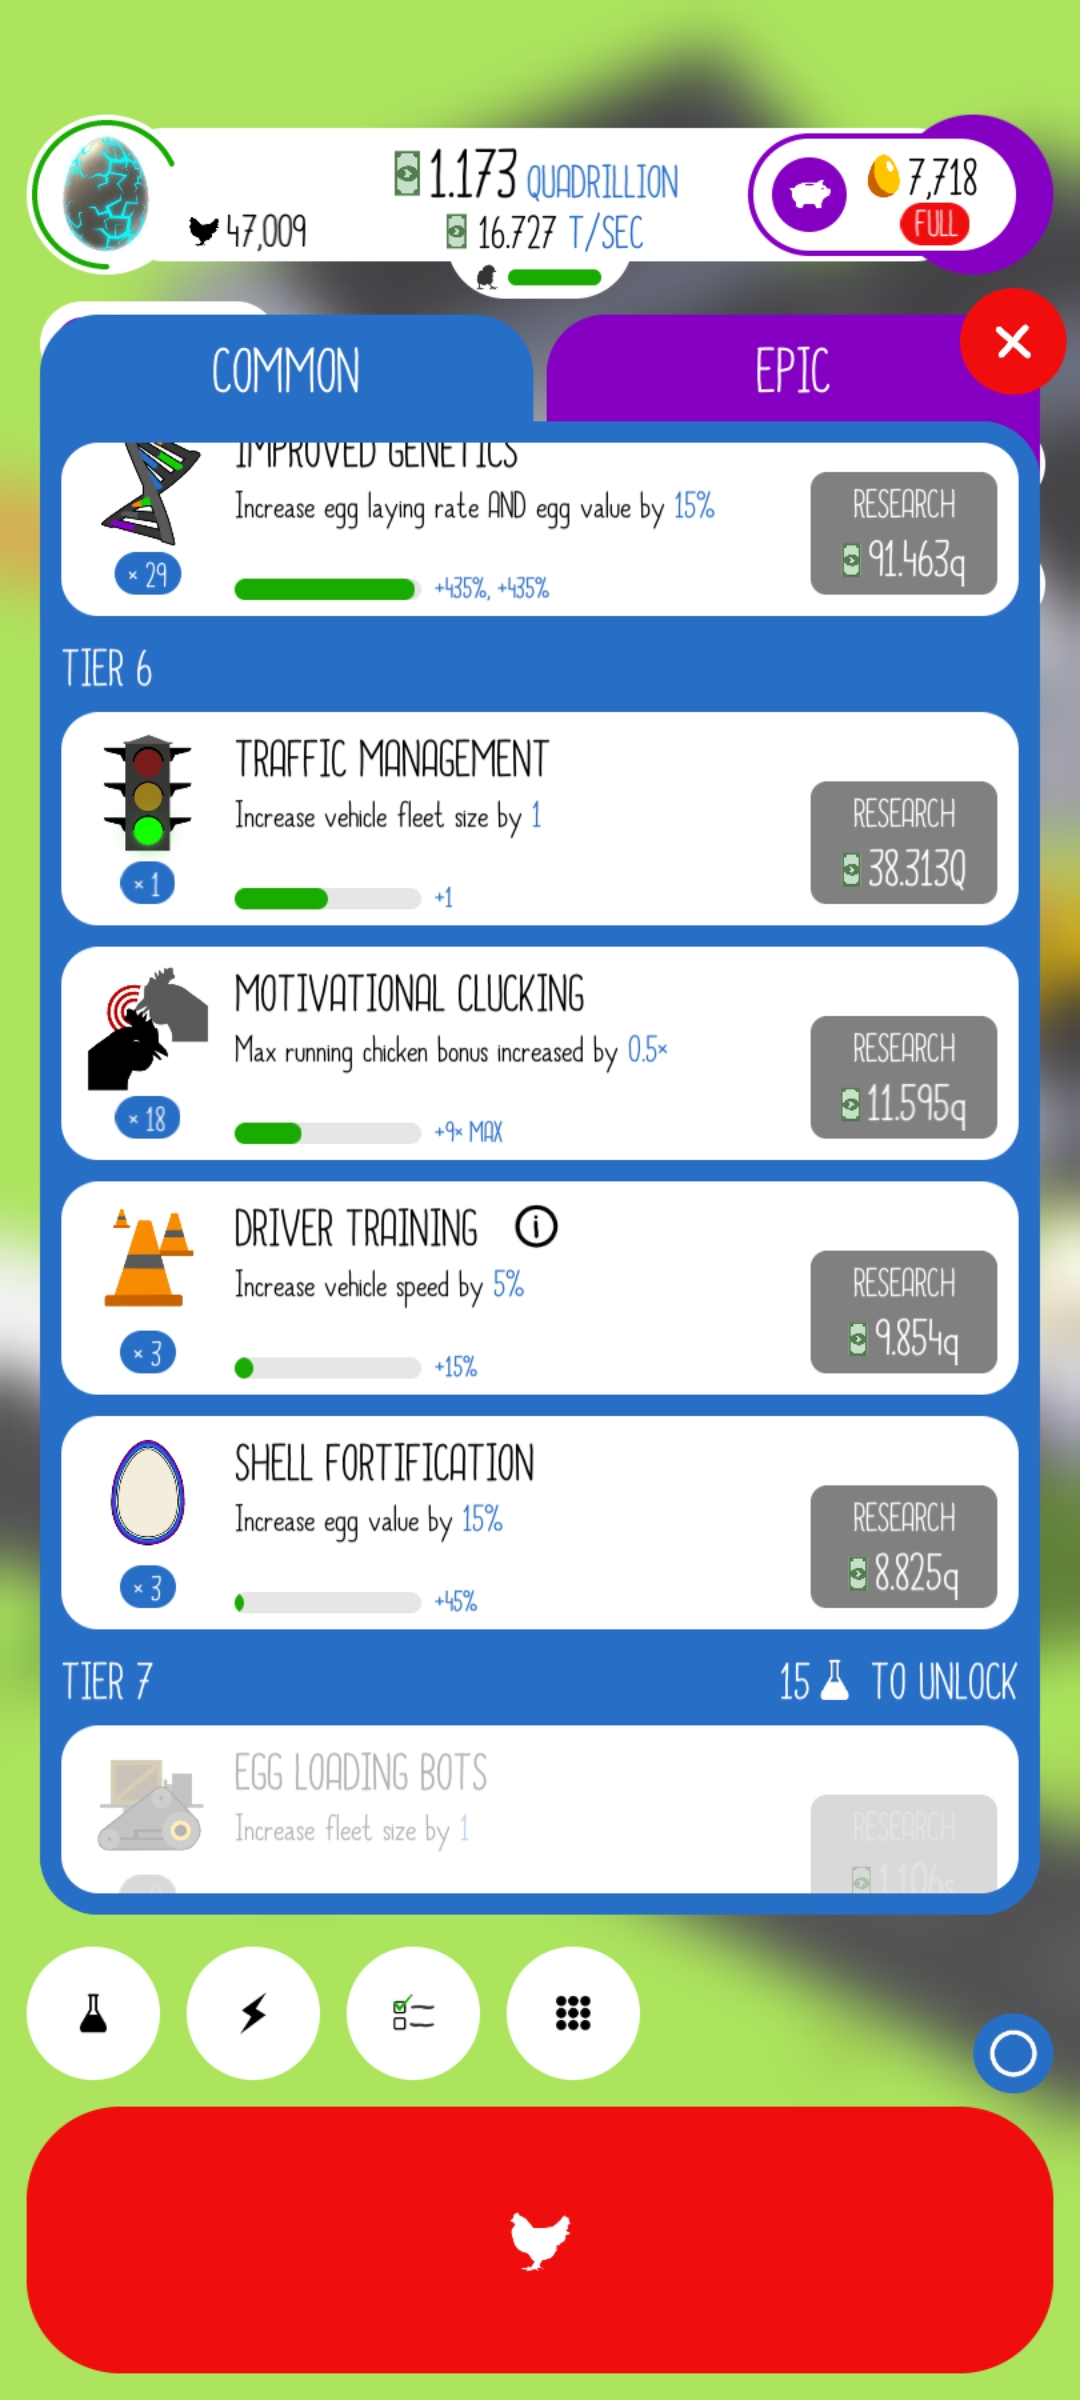 1.173 QUADRILLION
47,009
16.727 T/SEC
7,718
FULL
COMMON
EPIC
IMPROVED GENETICS
Increase egg laying rate AND egg value by 15%
× 29
+435%, +435%
RESEARCH
91.463q
TIER 6
TRAFFIC MANAGEMENT
Increase vehicle fleet size by 1
× 1
+1
RESEARCH
38.313Q
MOTIVATIONAL CLUCKING
Max running chicken bonus increased by 0.5×
× 18
+9× MAX
RESEARCH
11.595q
DRIVER TRAINING
Increase vehicle speed by 5%
× 3
+15%
RESEARCH
9.854q
SHELL FORTIFICATION
Increase egg value by 15%
× 3
+45%
RESEARCH
8.825q
TIER 7
15 TO UNLOCK
EGG LOADING BOTS
Increase fleet size by 1
RESEARCH
1.106s